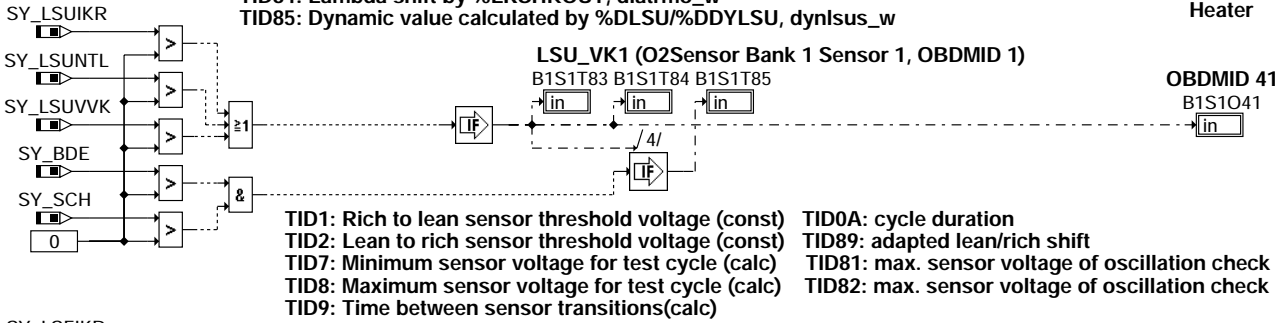 SY_LSUIKR
TID85: Dynamic value calculated by %DLSU/%DDYLSU, dynlsus_w
Heater
SY_LSUNTL
LSU_VK1 (O2Sensor Bank 1 Sensor 1, OBDMID 1)
B1S1T83 B1S1T84 B1S1T85
OBDMID 41
B1S1O41
in
in
in
in
SY_LSUVVK
>
>
>
≥1
IF
/4/
IF
SY_BDE
>
SY_SCH
>
&
0
TID1: Rich to lean sensor threshold voltage (const) TID0A: cycle duration
TID2: Lean to rich sensor threshold voltage (const) TID89: adapted lean/rich shift
TID7: Minimum sensor voltage for test cycle (calc) TID81: max. sensor voltage of oscillation check
TID8: Maximum sensor voltage for test cycle (calc) TID82: max. sensor voltage of oscillation check
TID9: Time between sensor transitions(calc)